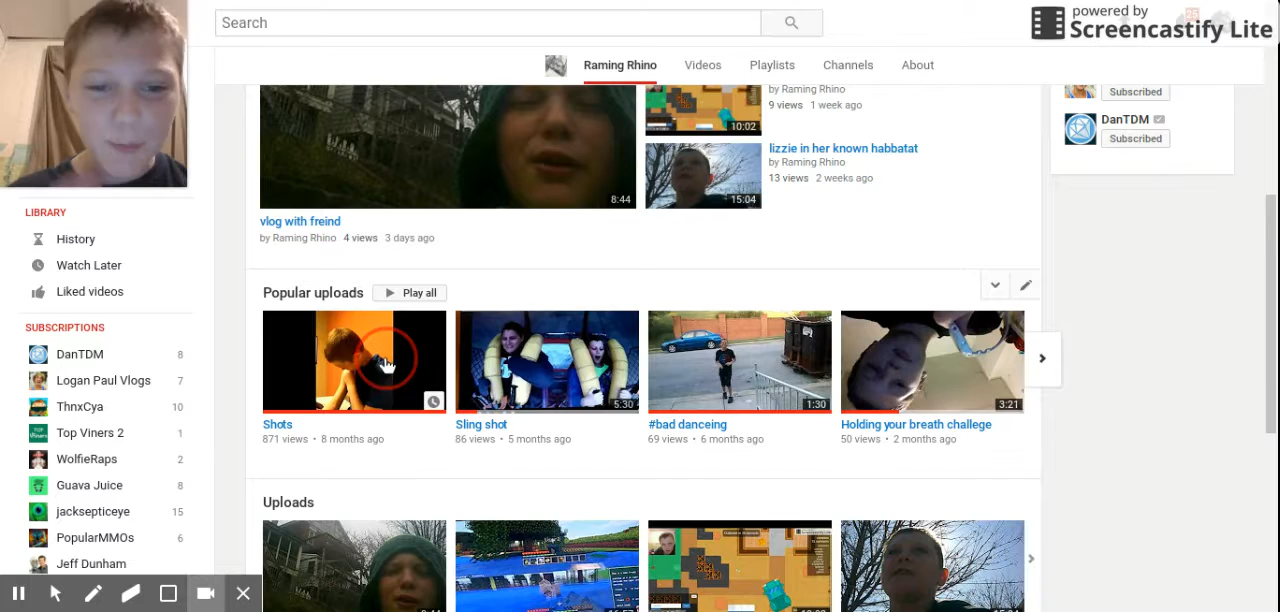 Search
powered by
Screencastify Lite
Raming Rhino
Videos
Playlists
Channels
About
by Raming Rhino
9 views 1 week ago
10:02
lizzie in her known habbatat
by Raming Rhino
13 views 2 weeks ago
15:04
8:44
vlog with freind
by Raming Rhino 4 views 3 days ago
Subscribed
DanTDM
Subscribed
LIBRARY
History
Watch Later
Liked videos
SUBSCRIPTIONS
DanTDM 8
Logan Paul Vlogs 7
ThnxCya 10
Top Viners 2 1
WolfieRaps 2
Guava Juice 8
jacksepticeye 15
PopularMMOs 6
Jeff Dunham
Popular uploads
Play all
Shots
871 views • 8 months ago
5:30
Sling shot
86 views • 5 months ago
1:30
#bad danceing
69 views • 6 months ago
3:21
Holding your breath challege
50 views • 2 months ago
Uploads